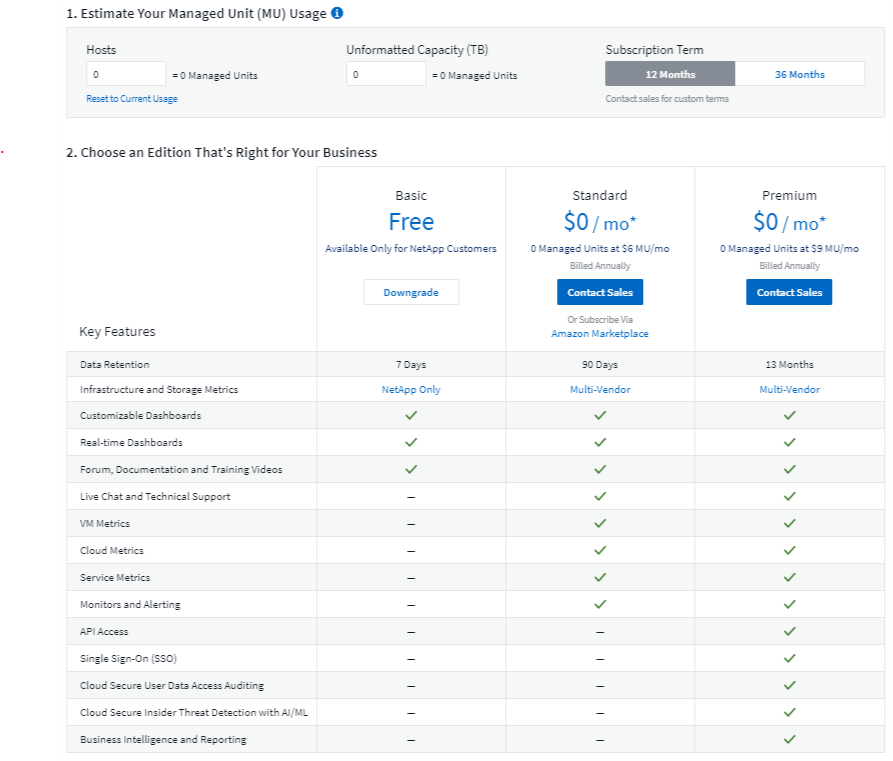 1. Estimate Your Managed Unit (MU) Usage
Hosts Unformatted Capacity (TB) Subscription Term
0 = 0 Managed Units 0 = 0 Managed Units 12 Months 36 Months
Reset to Current Usage Contact sales for custom terms
2. Choose an Edition That's Right for Your Business
Basic Standard Premium
Free $0 / mo* $0 / mo*
Available Only for NetApp Customers 0 Managed Units at $6 MU/mo 0 Managed Units at $9 MU/mo
Billed Annually Billed Annually
Downgrade Contact Sales Contact Sales
Or Subscribe Via
Key Features Amazon Marketplace
Data Retention 7 Days 90 Days 13 Months
Infrastructure and Storage Metrics NetApp Only Multi-Vendor Multi-Vendor
Customizable Dashboards
Real-time Dashboards
Forum, Documentation and Training Videos
Live Chat and Technical Support –
VM Metrics –
Cloud Metrics –
Service Metrics –
Monitors and Alerting –
API Access – –
Single Sign-On (SSO) – –
Cloud Secure User Data Access Auditing – –
Cloud Secure Insider Threat Detection with AI/ML – –
Business Intelligence and Reporting – –